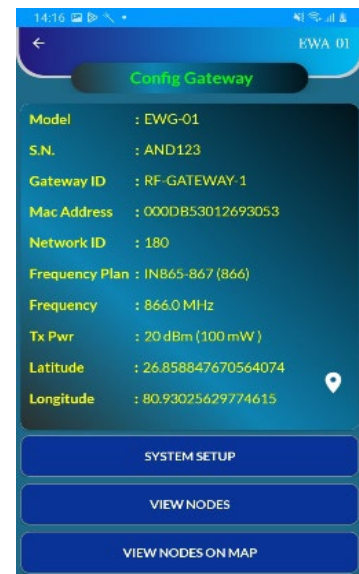 14:16
EWA 01
Config Gateway
Model : EWG-01
S.N. : AND123
Gateway ID : RF-GATEWAY-1
Mac Address : 000DB53012693053
Network ID : 180
Frequency Plan : IN865-867 (866)
Frequency : 866.0 MHz
Tx Pwr : 20 dBm (100 mW )
Latitude : 26.858847670564074
Longitude : 80.93025629774615
SYSTEM SETUP
VIEW NODES
VIEW NODES ON MAP